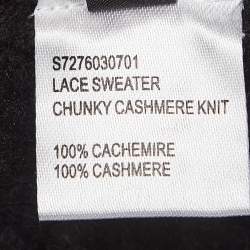 S7276030701
LACE SWEATER
CHUNKY CASHMERE KNIT
100% CACHEMIRE
100% CASHMERE